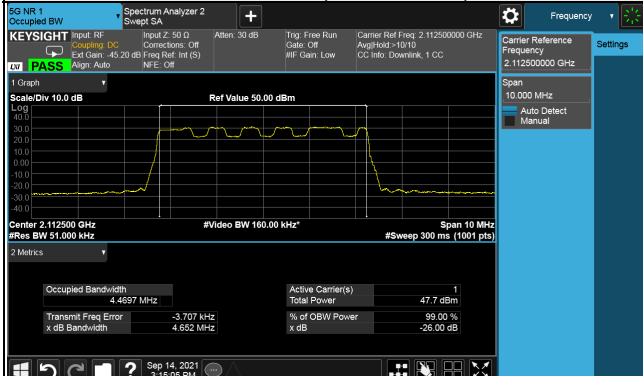 5G NR 1
Occupied BW
Spectrum Analyzer 2
Swept SA
Frequency
KEYSIGHT
Input: RF
Coupling: DC
Ext Gain: -45.20 dB
Align: Auto
Input Z: 50 Ω
Corrections: Off
Freq Ref: Int (S)
NFE: Off
Atten: 30 dB
Trig: Free Run
Gate: Off
#IF Gain: Low
Carrier Ref Freq: 2.112500000 GHz
Avg|Hold:>10/10
CC Info: Downlink, 1 CC
LXI
PASS
Carrier Reference
Frequency
2.112500000 GHz
Settings
Span
10.000 MHz
Auto Detect
Manual
1 Graph
Scale/Div 10.0 dB
Ref Value 50.00 dBm
Log
40.0
30.0
20.0
10.0
0.00
-10.0
-20.0
-30.0
-40.0
Center 2.112500 GHz
#Video BW 160.00 kHz*
Span 10 MHz
#Res BW 51.000 kHz
#Sweep 300 ms (1001 pts)
2 Metrics
Occupied Bandwidth
4.4697 MHz
Active Carrier(s) 1
Total Power 47.7 dBm
Transmit Freq Error -3.707 kHz
x dB Bandwidth 4.652 MHz
% of OBW Power 99.00 %
x dB -26.00 dB
Sep 14, 2021
3:15:05 PM